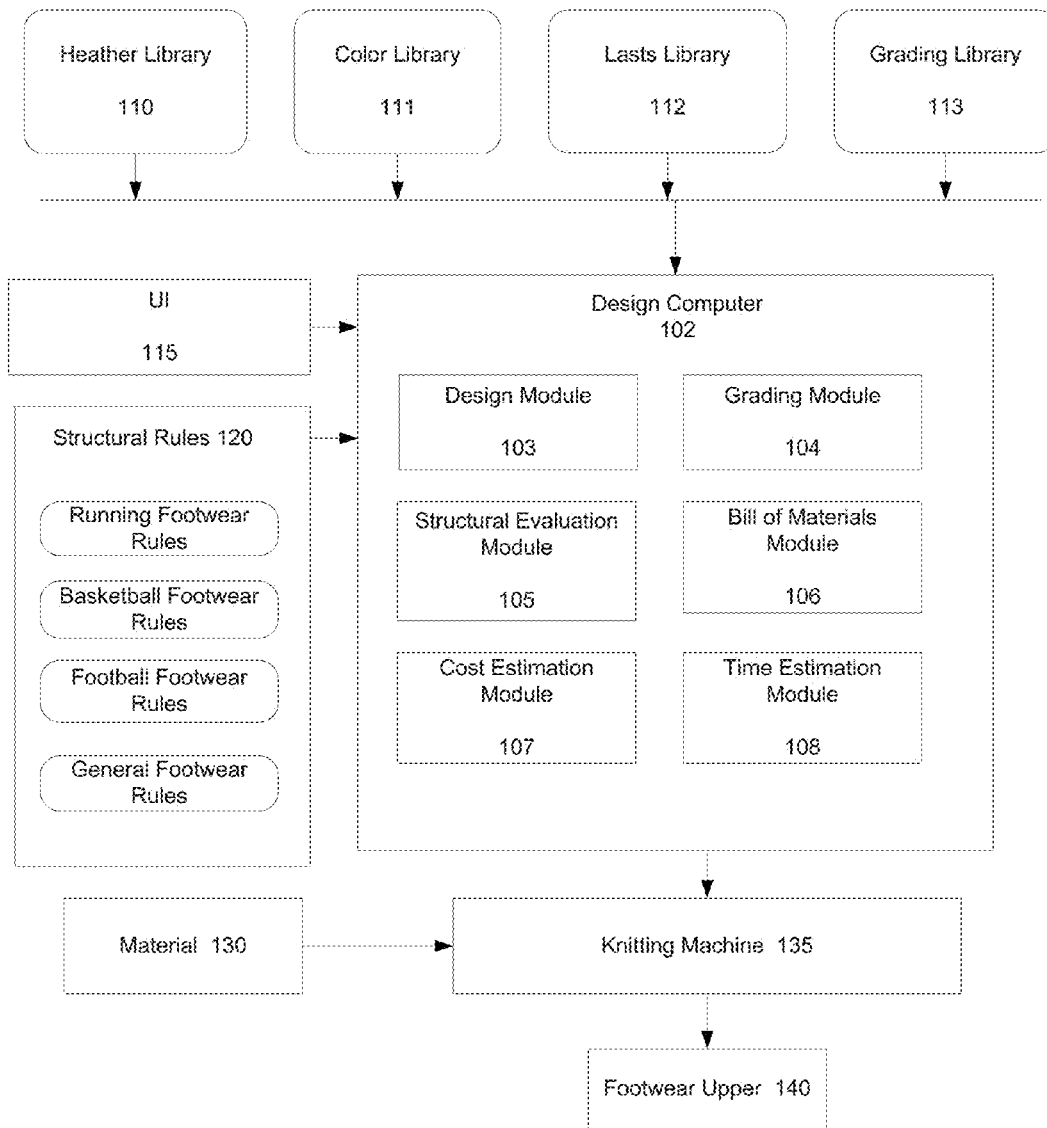 Heather Library
110
Color Library
111
Lasts Library
112
Grading Library
113
UI
115
Design Computer
102
Design Module
103
Grading Module
104
Structural Evaluation
Module
105
Bill of Materials
Module
106
Cost Estimation
Module
107
Time Estimation
Module
108
Structural Rules 120
Running Footwear
Rules
Basketball Footwear
Rules
Football Footwear
Rules
General Footwear
Rules
Material 130
Knitting Machine 135
Footwear Upper 140